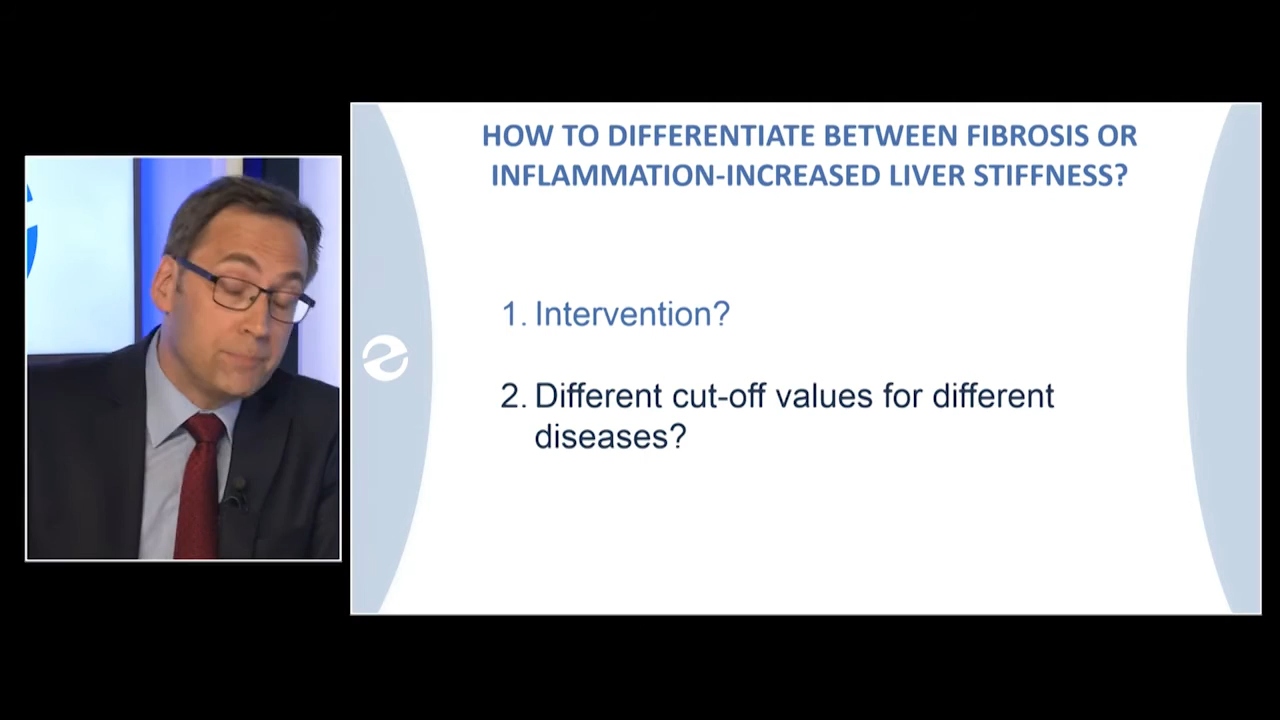 HOW TO DIFFERENTIATE BETWEEN FIBROSIS OR
INFLAMMATION-INCREASED LIVER STIFFNESS?
1. Intervention?
2. Different cut-off values for different
diseases?